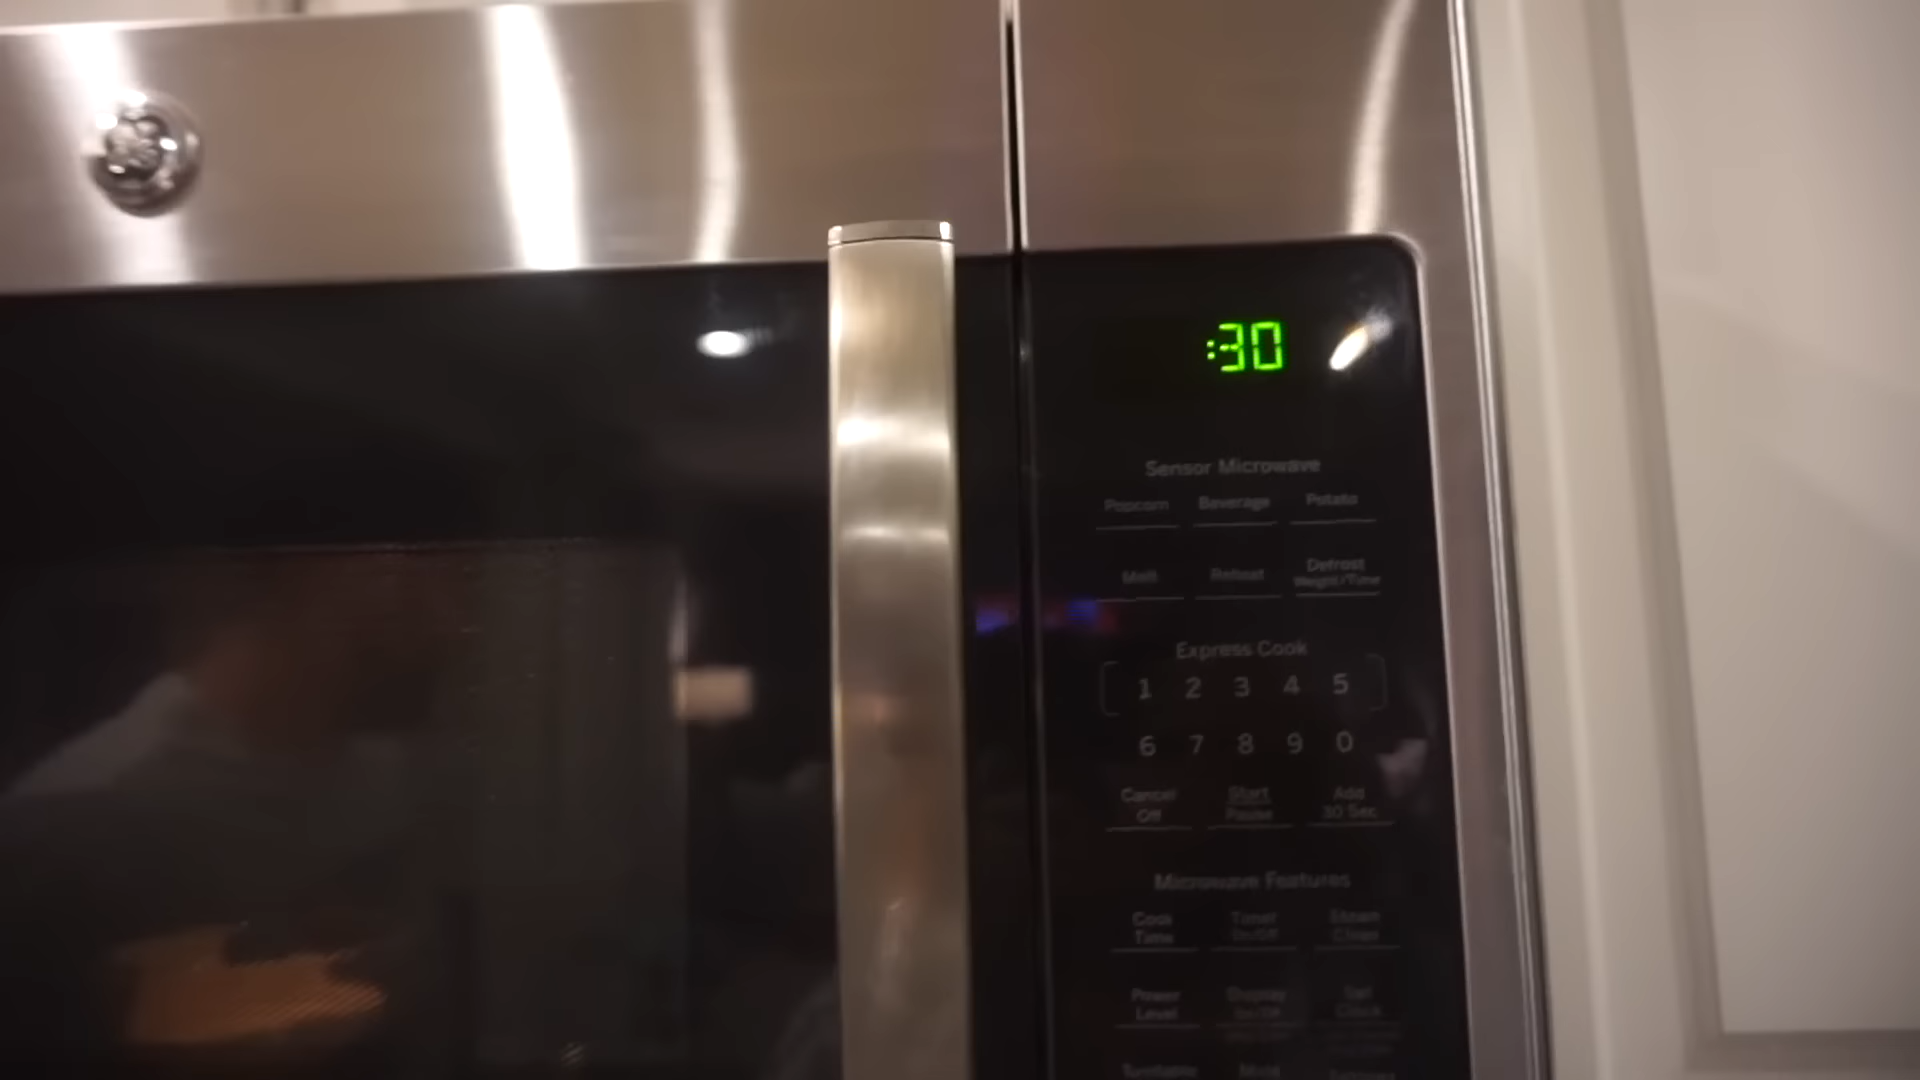 :30
Sensor Microwave
Popcorn Beverage Potato
Defrost
Melt Reheat Weight/Time
Express Cook
1 2 3 4 5
6 7 8 9 0
Cancel Start Add
Off Pause 30 Sec
Microwave Features
Cook Timer Steam
Time On/Off Clean
Power Display Set
Level On/Off Clock
Turntable